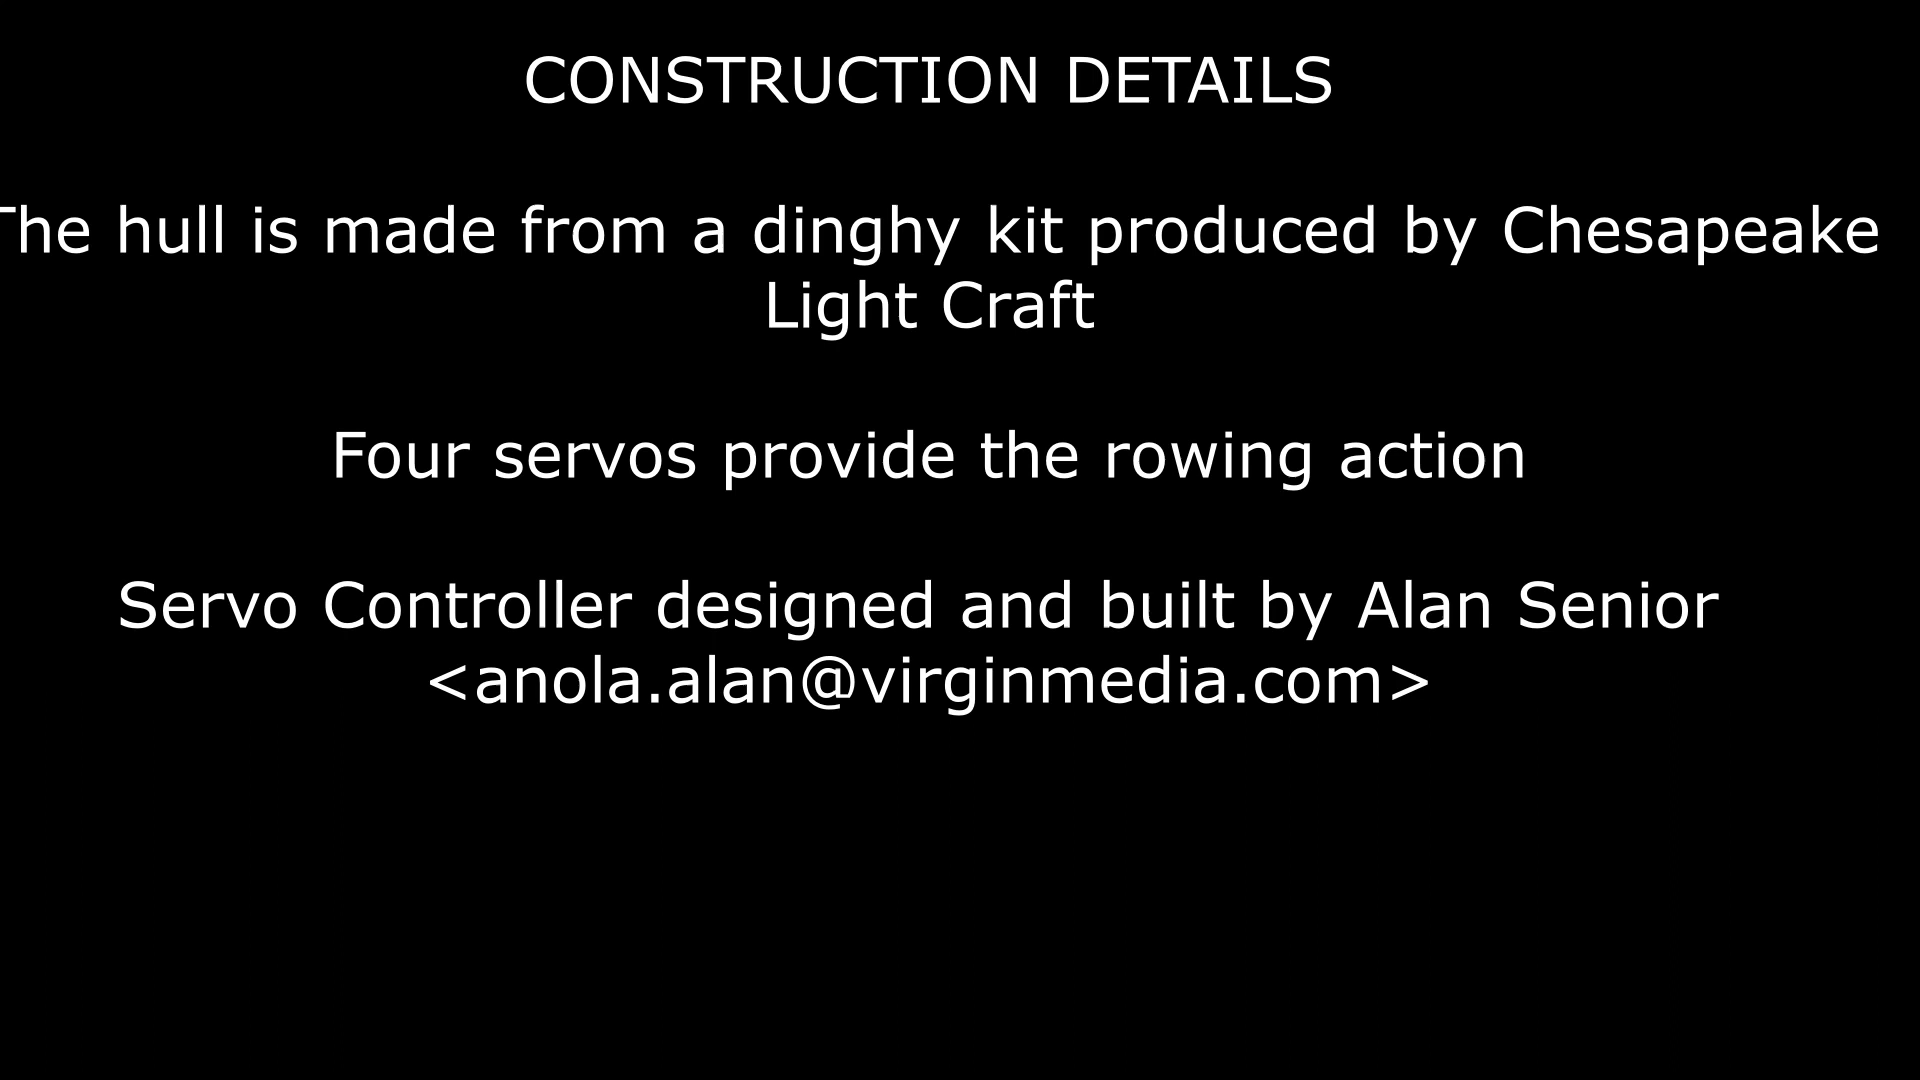 CONSTRUCTION DETAILS
The hull is made from a dinghy kit produced by Chesapeake
Light Craft
Four servos provide the rowing action
Servo Controller designed and built by Alan Senior
<anola.alan@virginmedia.com>